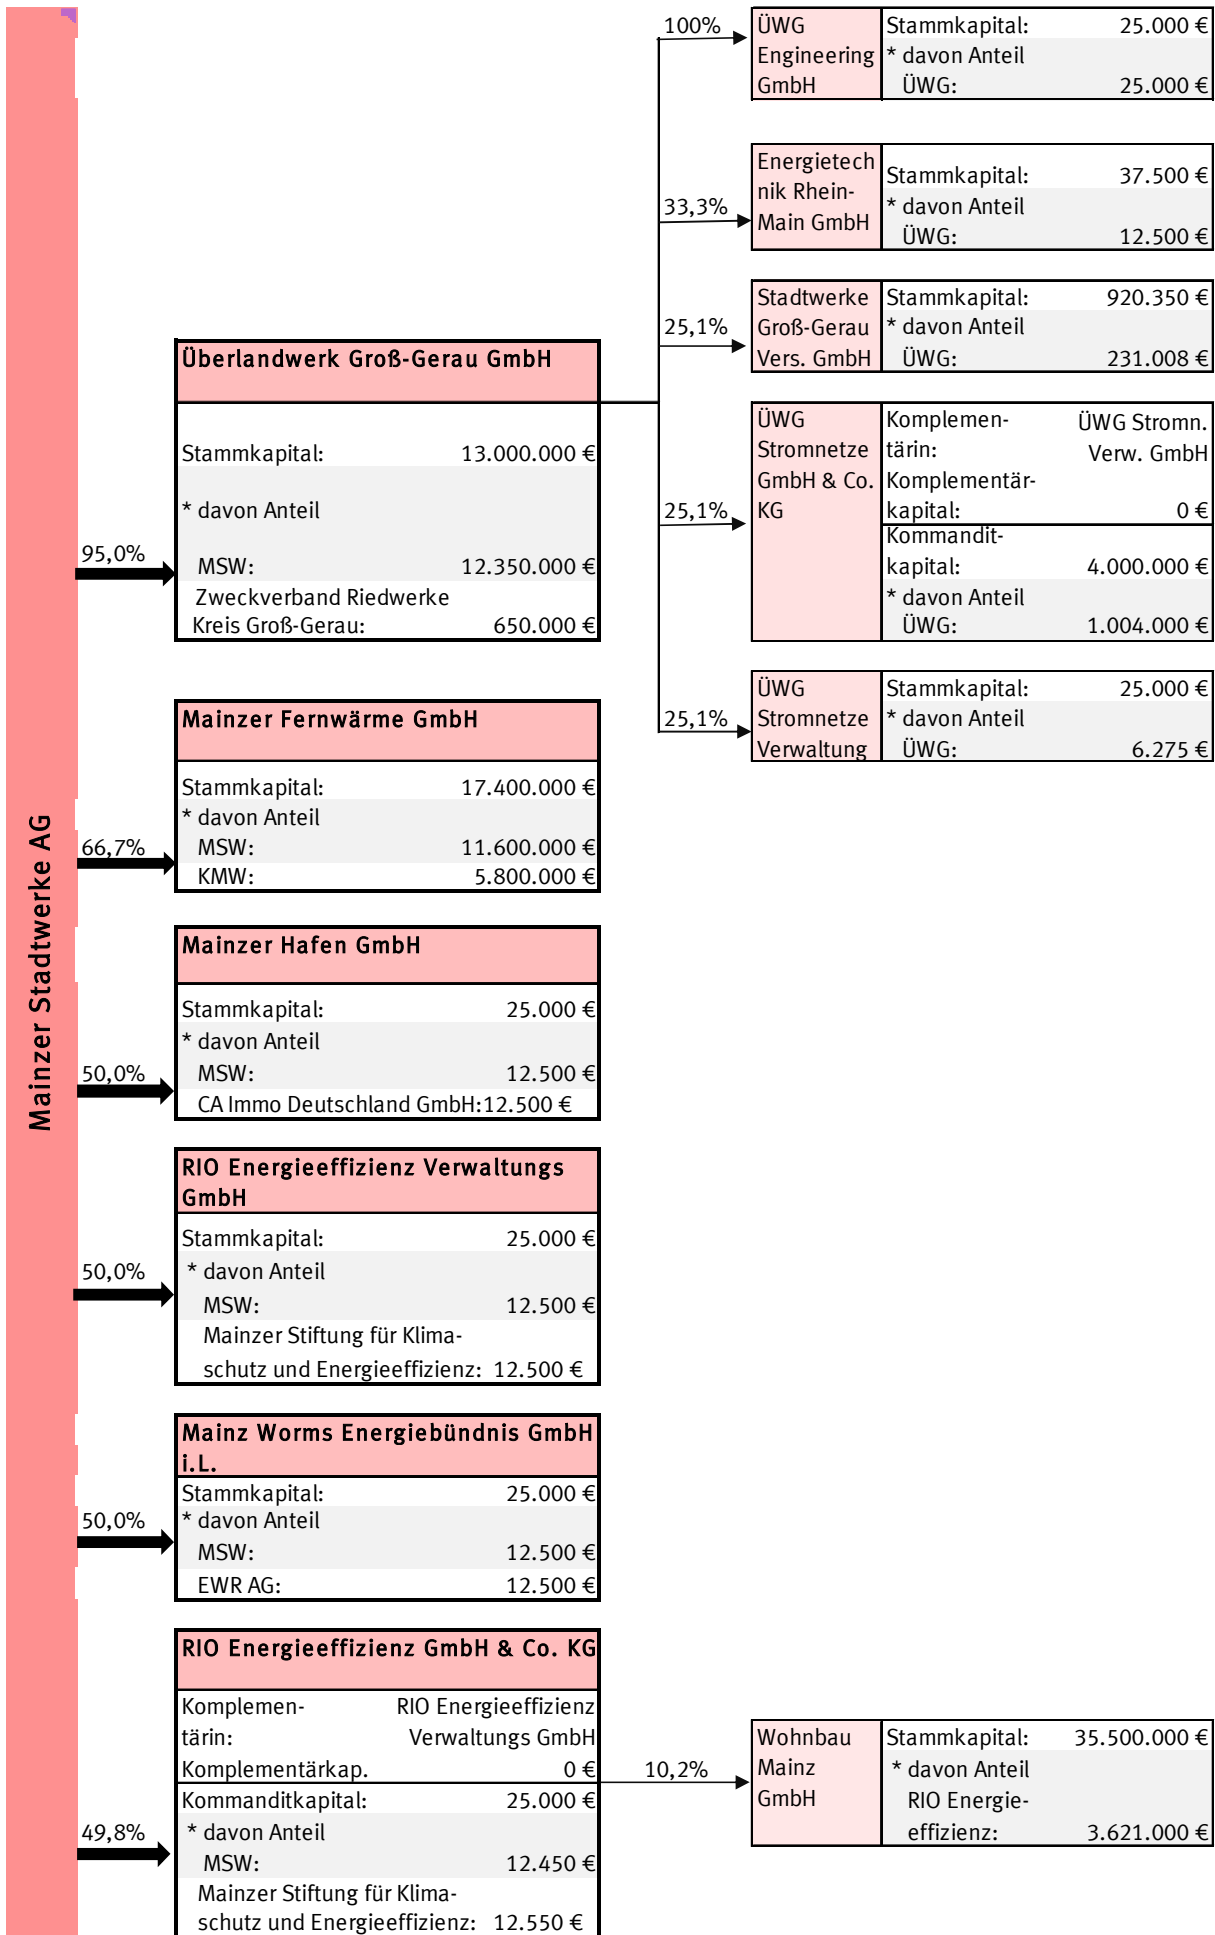 Mainzer Stadtwerke AG
95,0%
Überlandwerk Groß-Gerau GmbH
Stammkapital: 13.000.000 €
* davon Anteil
MSW: 12.350.000 €
Zweckverband Riedwerke
Kreis Groß-Gerau: 650.000 €
100%
ÜWG
Engineering
GmbH
Stammkapital: 25.000 €
* davon Anteil
ÜWG: 25.000 €
33,3%
Energietech
nik Rhein-
Main GmbH
Stammkapital: 37.500 €
* davon Anteil
ÜWG: 12.500 €
25,1%
Stadtwerke
Groß-Gerau
Vers. GmbH
Stammkapital: 920.350 €
* davon Anteil
ÜWG: 231.008 €
25,1%
ÜWG
Stromnetze
GmbH & Co.
KG
Komplemen- ÜWG Stromn.
tärin: Verw. GmbH
Komplementär-
kapital: 0 €
Kommandit-
kapital: 4.000.000 €
* davon Anteil
ÜWG: 1.004.000 €
25,1%
ÜWG
Stromnetze
Verwaltung
Stammkapital: 25.000 €
* davon Anteil
ÜWG: 6.275 €
66,7%
Mainzer Fernwärme GmbH
Stammkapital: 17.400.000 €
* davon Anteil
MSW: 11.600.000 €
KMW: 5.800.000 €
50,0%
Mainzer Hafen GmbH
Stammkapital: 25.000 €
* davon Anteil
MSW: 12.500 €
CA Immo Deutschland GmbH:12.500 €
50,0%
RIO Energieeffizienz Verwaltungs
GmbH
Stammkapital: 25.000 €
* davon Anteil
MSW: 12.500 €
Mainzer Stiftung für Klima-
schutz und Energieeffizienz: 12.500 €
50,0%
Mainz Worms Energiebündnis GmbH
i.L.
Stammkapital: 25.000 €
* davon Anteil
MSW: 12.500 €
EWR AG: 12.500 €
49,8%
RIO Energieeffizienz GmbH & Co. KG
Komplemen- RIO Energieeffizienz
tärin: Verwaltungs GmbH
Komplementärkap. 0 €
Kommanditkapital: 25.000 €
* davon Anteil
MSW: 12.450 €
Mainzer Stiftung für Klima-
schutz und Energieeffizienz: 12.550 €
10,2%
Wohnbau
Mainz
GmbH
Stammkapital: 35.500.000 €
* davon Anteil
RIO Energie-
effizienz: 3.621.000 €